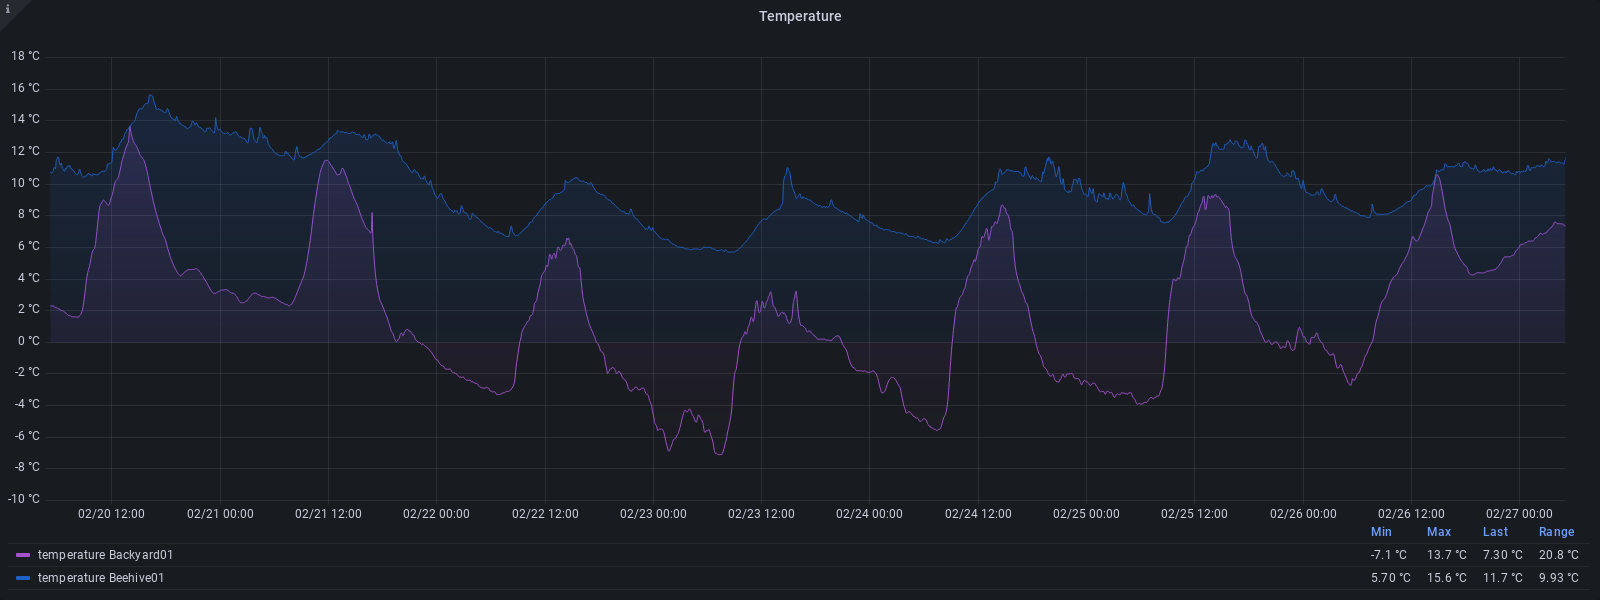 i
Temperature
18 °C
16 °C
14 °C
12 °C
10 °C
8 °C
6 °C
4 °C
2 °C
0 °C
-2 °C
-4 °C
-6 °C
-8 °C
-10 °C
02/20 12:00 02/21 00:00 02/21 12:00 02/22 00:00 02/22 12:00 02/23 00:00 02/23 12:00 02/24 00:00 02/24 12:00 02/25 00:00 02/25 12:00 02/26 00:00 02/26 12:00 02/27 00:00
Min Max Last Range
temperature Backyard01 -7.1 °C 13.7 °C 7.30 °C 20.8 °C
temperature Beehive01 5.70 °C 15.6 °C 11.7 °C 9.93 °C